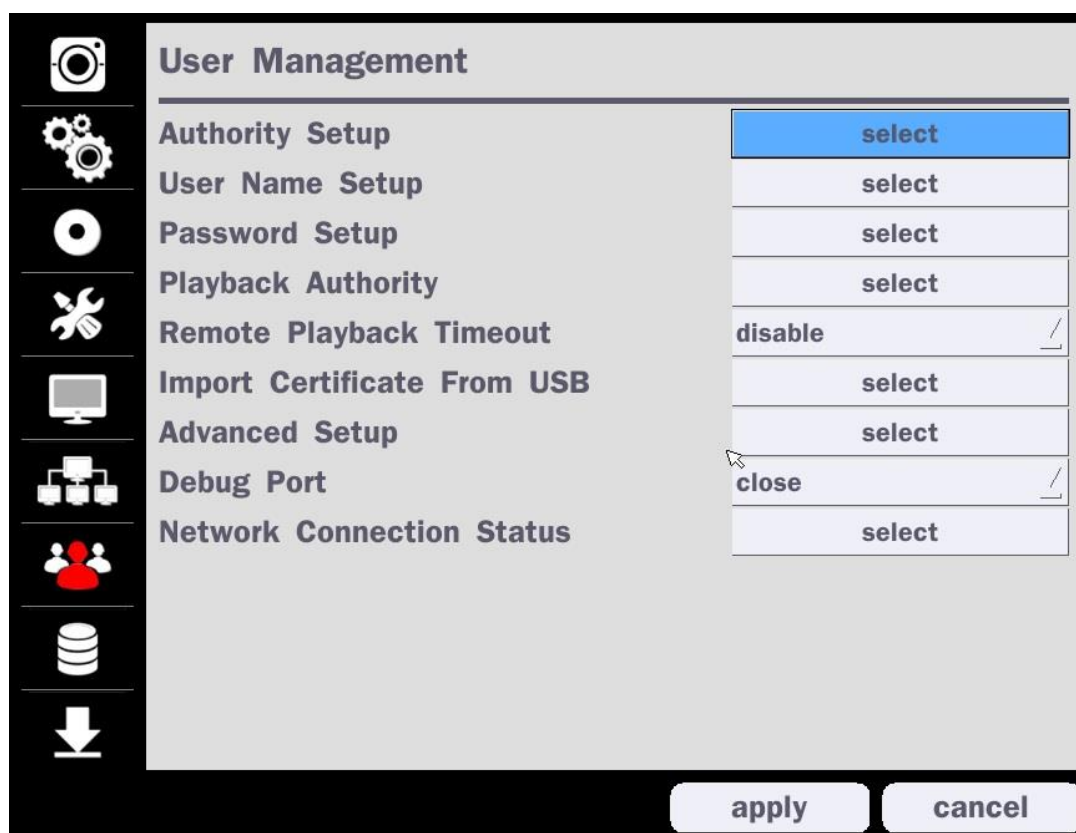 User Management
Authority Setup select
User Name Setup select
Password Setup select
Playback Authority select
Remote Playback Timeout disable
Import Certificate From USB select
Advanced Setup select
Debug Port close
Network Connection Status select
apply cancel